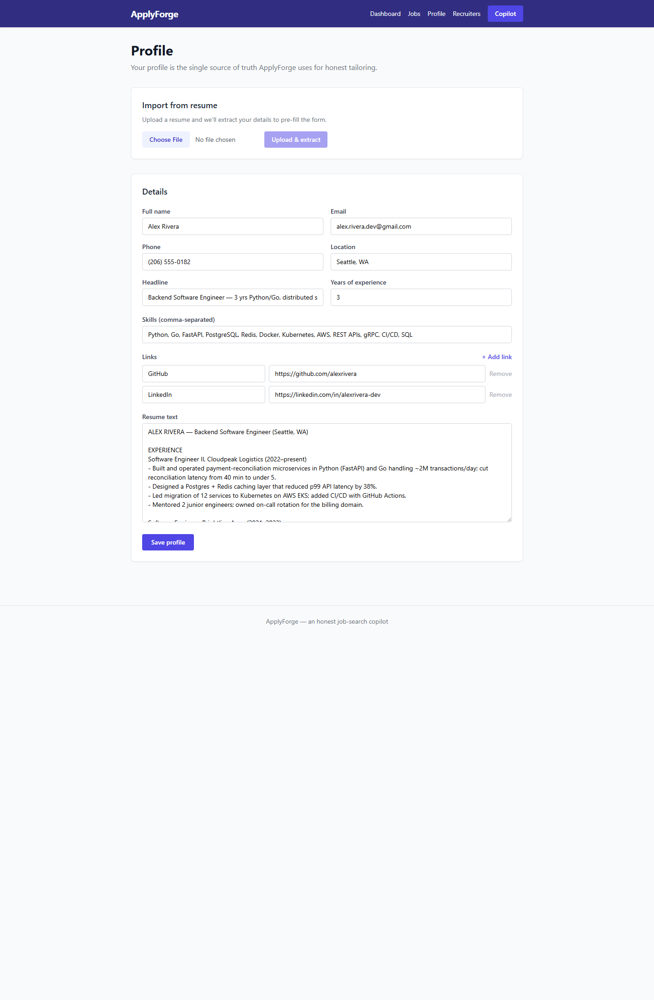 ApplyForge
Dashboard Jobs Profile Recruiters Copilot
Profile
Your profile is the single source of truth ApplyForge uses for honest tailoring.
Import from resume
Upload a resume and we'll extract your details to pre-fill the form.
Choose File No file chosen Upload & extract
Details
Full name
Alex Rivera
Email
alex.rivera.dev@gmail.com
Phone
(206) 555-0182
Location
Seattle, WA
Headline
Backend Software Engineer — 3 yrs Python/Go, distributed s
Years of experience
3
Skills (comma-separated)
Python, Go, FastAPI, PostgreSQL, Redis, Docker, Kubernetes, AWS, REST APIs, gRPC, CI/CD, SQL
Links + Add link
GitHub https://github.com/alexrivera Remove
LinkedIn https://linkedin.com/in/alexrivera-dev Remove
Resume text
ALEX RIVERA — Backend Software Engineer (Seattle, WA)
EXPERIENCE
Software Engineer II, Cloudpeak Logistics (2022–present)
- Built and operated payment-reconciliation microservices in Python (FastAPI) and Go handling ~2M transactions/day; cut
reconciliation latency from 40 min to under 5.
- Designed a Postgres + Redis caching layer that reduced p99 API latency by 38%.
- Led migration of 12 services to Kubernetes on AWS EKS; added CI/CD with GitHub Actions.
- Mentored 2 junior engineers; owned on-call rotation for the billing domain.
Save profile
ApplyForge — an honest job-search copilot